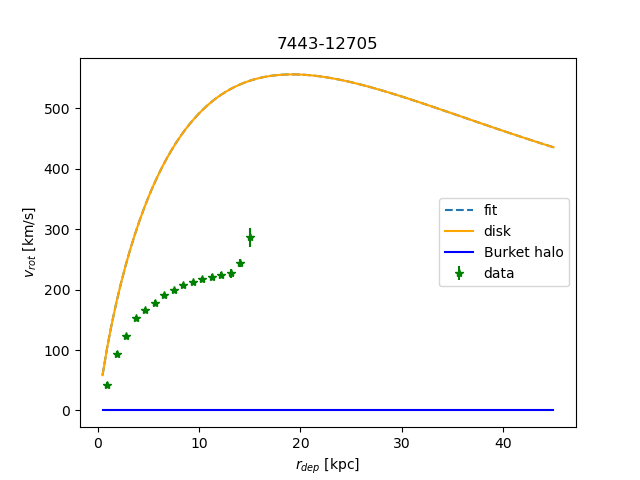 7443-12705
500
400
300
200
100
0
v_rot [km/s]
fit
disk
Burket halo
data
0
10
20
30
40
r_dep [kpc]